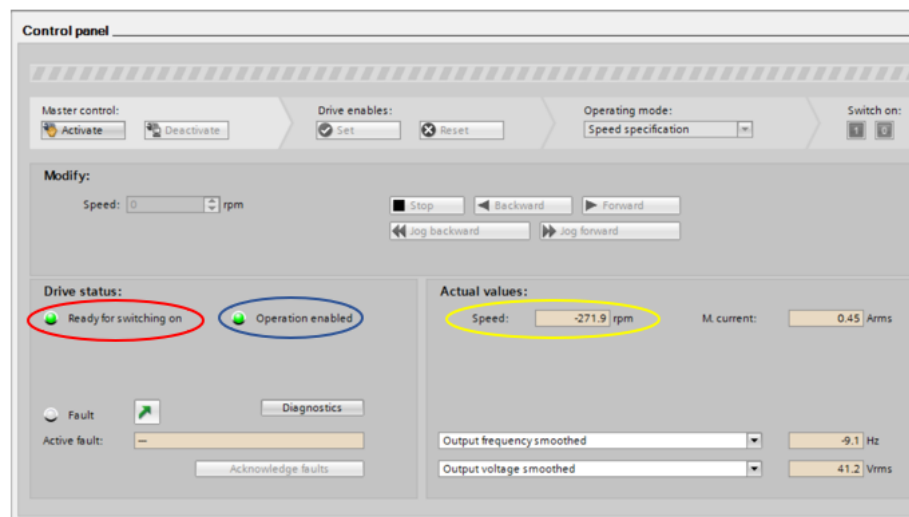 Control panel
Master control:
Activate
Deactivate
Drive enables:
Set
Reset
Operating mode:
Speed specification
Switch on:
1
0
Modify:
Speed: 0 rpm
Stop
Backward
Forward
Jog backward
Jog forward
Drive status:
Ready for switching on
Operation enabled
Fault
Diagnostics
Active fault: —
Acknowledge faults
Actual values:
Speed: -271.9 rpm
M. current: 0.45 Arms
Output frequency smoothed -9.1 Hz
Output voltage smoothed 41.2 Vrms